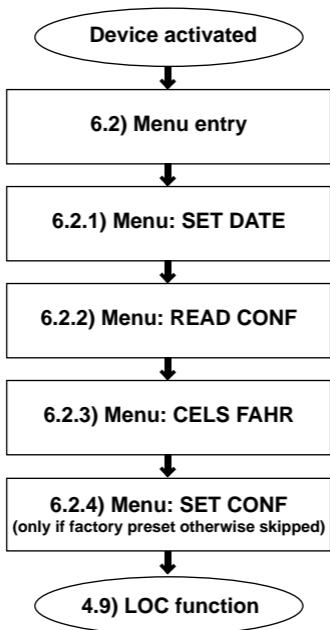 Device activated
6.2) Menu entry
6.2.1) Menu: SET DATE
6.2.2) Menu: READ CONF
6.2.3) Menu: CELS FAHR
6.2.4) Menu: SET CONF
(only if factory preset otherwise skipped)
4.9) LOC function